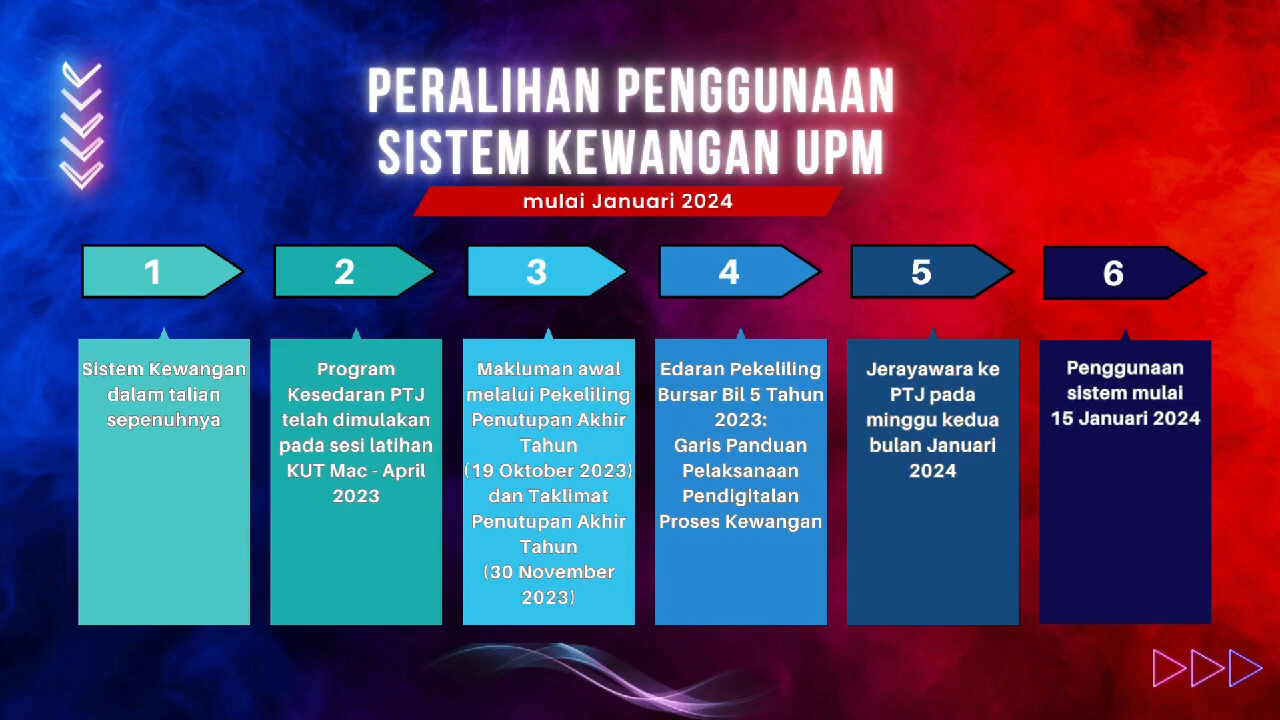 PERALIHAN PENGGUNAAN
SISTEM KEWANGAN UPM
mulai Januari 2024
1
Sistem Kewangan
dalam talian
sepenuhnya
2
Program
Kesedaran PTJ
telah dimulakan
pada sesi latihan
KUT Mac - April
2023
3
Makluman awal
melalui Pekeliling
Penutupan Akhir
Tahun
(19 Oktober 2023)
dan Taklimat
Penutupan Akhir
Tahun
(30 November
2023)
4
Edaran Pekeliling
Bursar Bil 5 Tahun
2023:
Garis Panduan
Pelaksanaan
Pendigitalan
Proses Kewangan
5
Jerayawara ke
PTJ pada
minggu kedua
bulan Januari
2024
6
Penggunaan
sistem mulai
15 Januari 2024